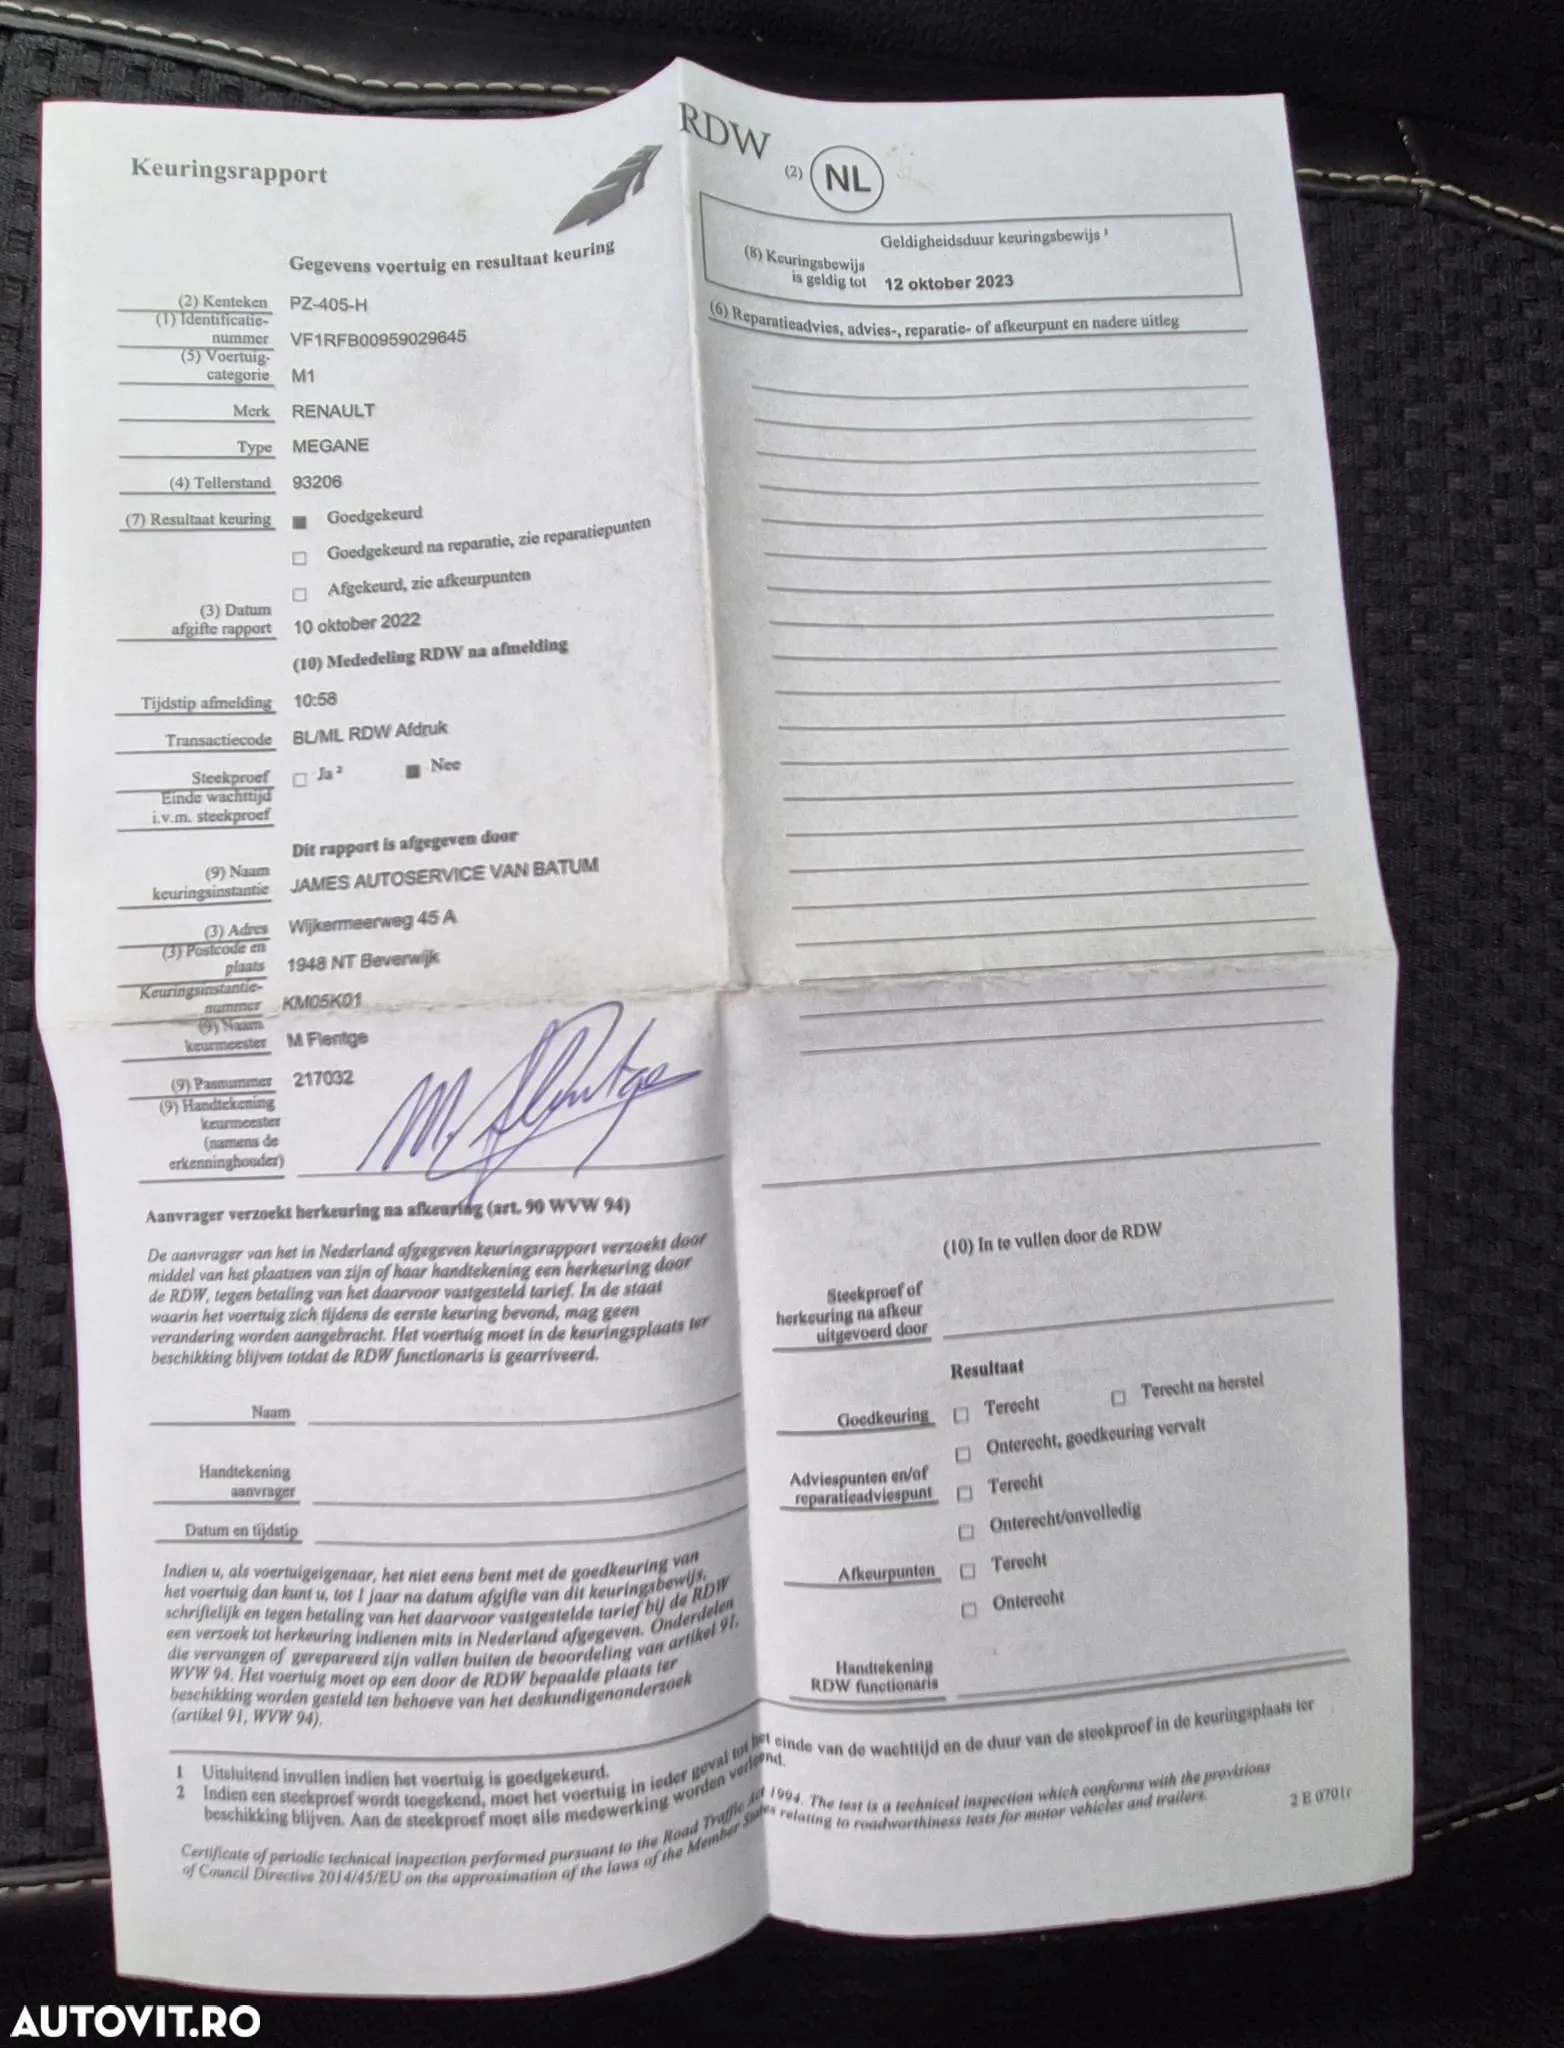 Keuringsrapport
RDW
(2) NL
Gegevens voertuig en resultaat keuring
(2) Kenteken PZ-405-H
(1) Identificatie-
nummer VF1RFB00959029645
(5) Voertuig-
categorie M1
Merk RENAULT
Type MEGANE
(4) Tellerstand 93206
(7) Resultaat keuring Goedgekeurd
Goedgekeurd na reparatie, zie reparatiepunten
Afgekeurd, zie afkeurpunten
(3) Datum
afgifte rapport 10 oktober 2022
(10) Mededeling RDW na afmelding
Tijdstip afmelding 10:58
Transactiecode BL/ML RDW Afdruk
Steekproef Ja 2 Nee
Einde wachttijd
i.v.m. steekproef
Dit rapport is afgegeven door
(9) Naam
keuringsinstantie JAMES AUTOSERVICE VAN BATUM
(3) Adres Wijkermeerweg 45 A
(3) Postcode en
plaats 1948 NT Beverwijk
Keuringsinstantie-
nummer KM05K01
(9) Naam
keurmeester M Flentge
(9) Pasnummer 217032
(9) Handtekening
keurmeester
(namens de
erkenninghouder)
M. Flentge
Aanvrager verzoekt herkeuring na afkeuring (art. 90 WVW 94)
De aanvrager van het in Nederland afgegeven keuringsrapport verzoekt door
middel van het plaatsen van zijn of haar handtekening een herkeuring door
de RDW, tegen betaling van het daarvoor vastgesteld tarief. In de staat
waarin het voertuig zich tijdens de eerste keuring bevond, mag geen
verandering worden aangebracht. Het voertuig moet in de keuringsplaats ter
beschikking blijven totdat de RDW functionaris is gearriveerd.
Naam
Handtekening
aanvrager
Datum en tijdstip
Indien u, als voertuigeigenaar, het niet eens bent met de goedkeuring van
het voertuig dan kunt u, tot 1 jaar na datum afgifte van dit keuringsbewijs,
schriftelijk en tegen betaling van het daarvoor vastgestelde tarief bij de RDW
een verzoek tot herkeuring indienen mits in Nederland afgegeven. Onderdelen
die vervangen of gerepareerd zijn vallen buiten de beoordeling van artikel 91,
WVW 94. Het voertuig moet op een door de RDW bepaalde plaats ter
beschikking worden gesteld ten behoeve van het deskundigenonderzoek
(artikel 91, WVW 94).
Geldigheidsduur keuringsbewijs 1
(8) Keuringsbewijs
is geldig tot 12 oktober 2023
(6) Reparatieadvies, advies-, reparatie- of afkeurpunt en nadere uitleg
(10) In te vullen door de RDW
Steekproef of
herkeuring na afkeur
uitgevoerd door
Resultaat
Goedkeuring Terecht Terecht na herstel
Onterecht, goedkeuring vervalt
Adviespunten en/of
reparatieadviespunt Terecht
Onterecht/onvolledig
Afkeurpunten Terecht
Onterecht
Handtekening
RDW functionaris
1 Uitsluitend invullen indien het voertuig is goedgekeurd.
2 Indien een steekproef wordt toegekend, moet het voertuig in ieder geval tot het einde van de wachttijd en de duur van de steekproef in de keuringsplaats ter
beschikking blijven. Aan de steekproef moet alle medewerking worden verleend.
Certificate of periodic technical inspection performed pursuant to the Road Traffic Act 1994. The test is a technical inspection which conforms with the provisions
of Council Directive 2014/45/EU on the approximation of the laws of the Member States relating to roadworthiness tests for motor vehicles and trailers.
2 E 0701r
AUTOVIT.RO